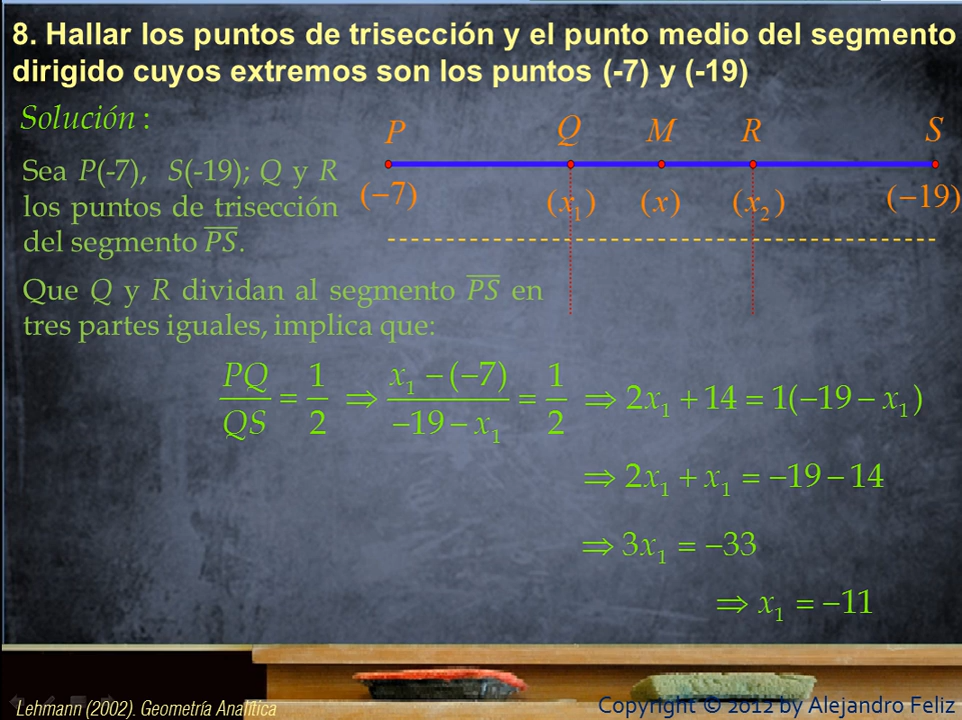 8. Hallar los puntos de trisección y el punto medio del segmento
dirigido cuyos extremos son los puntos (-7) y (-19)
Solución :
P Q M R S
(−7) (x₁) (x) (x₂) (−19)
Sea P(-7), S(-19); Q y R
los puntos de trisección
del segmento P̅S̅.
Que Q y R dividan al segmento P̅S̅ en
tres partes iguales, implica que:
PQ/QS = 1/2 ⇒ (x₁ − (−7))/(−19 − x₁) = 1/2 ⇒ 2x₁ + 14 = 1(−19 − x₁)
⇒ 2x₁ + x₁ = −19 − 14
⇒ 3x₁ = −33
⇒ x₁ = −11
Lehmann (2002). Geometría Analítica
Copyright © 2012 by Alejandro Feliz